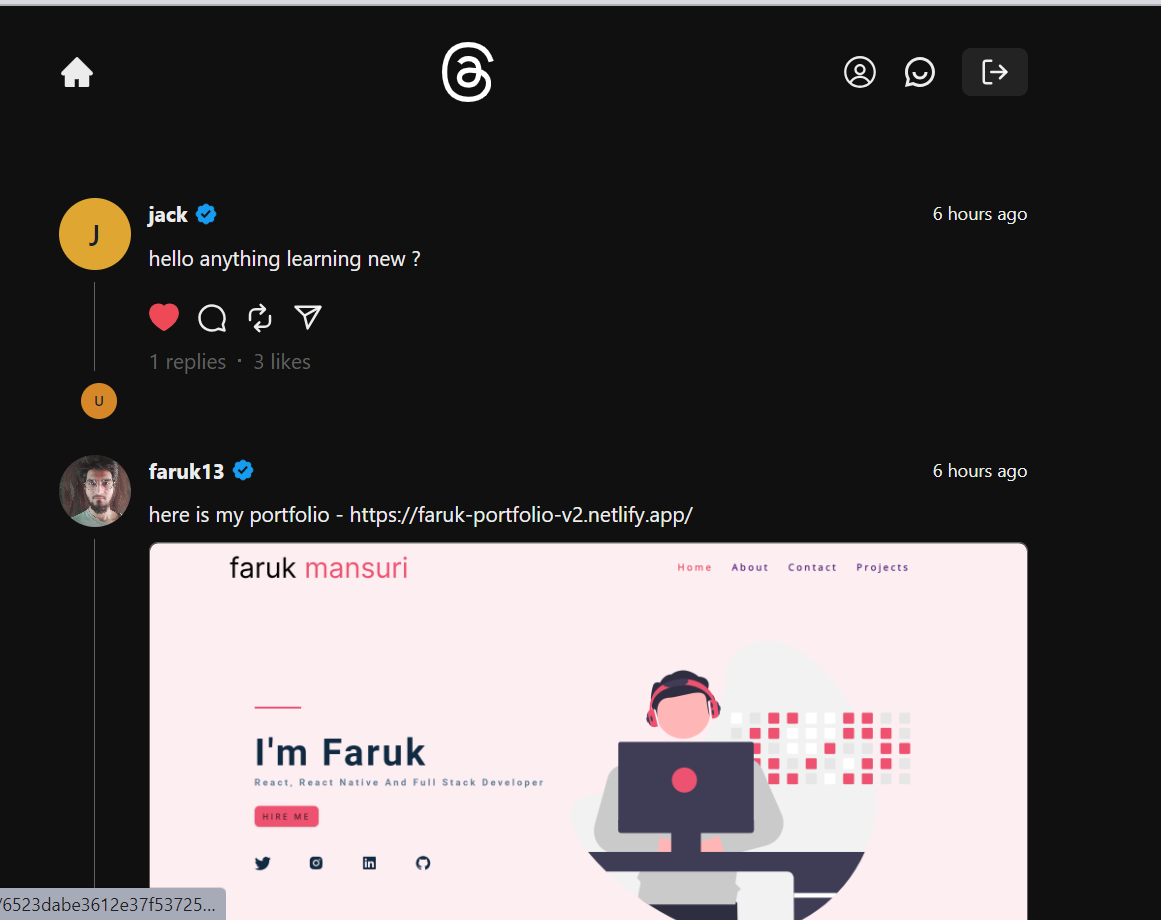 J
jack
6 hours ago
hello anything learning new ?
1 replies · 3 likes
U
faruk13
6 hours ago
here is my portfolio - https://faruk-portfolio-v2.netlify.app/
faruk mansuri
Home About Contact Projects
I'm Faruk
React, React Native And Full Stack Developer
HIRE ME
/6523dabe3612e37f53725...